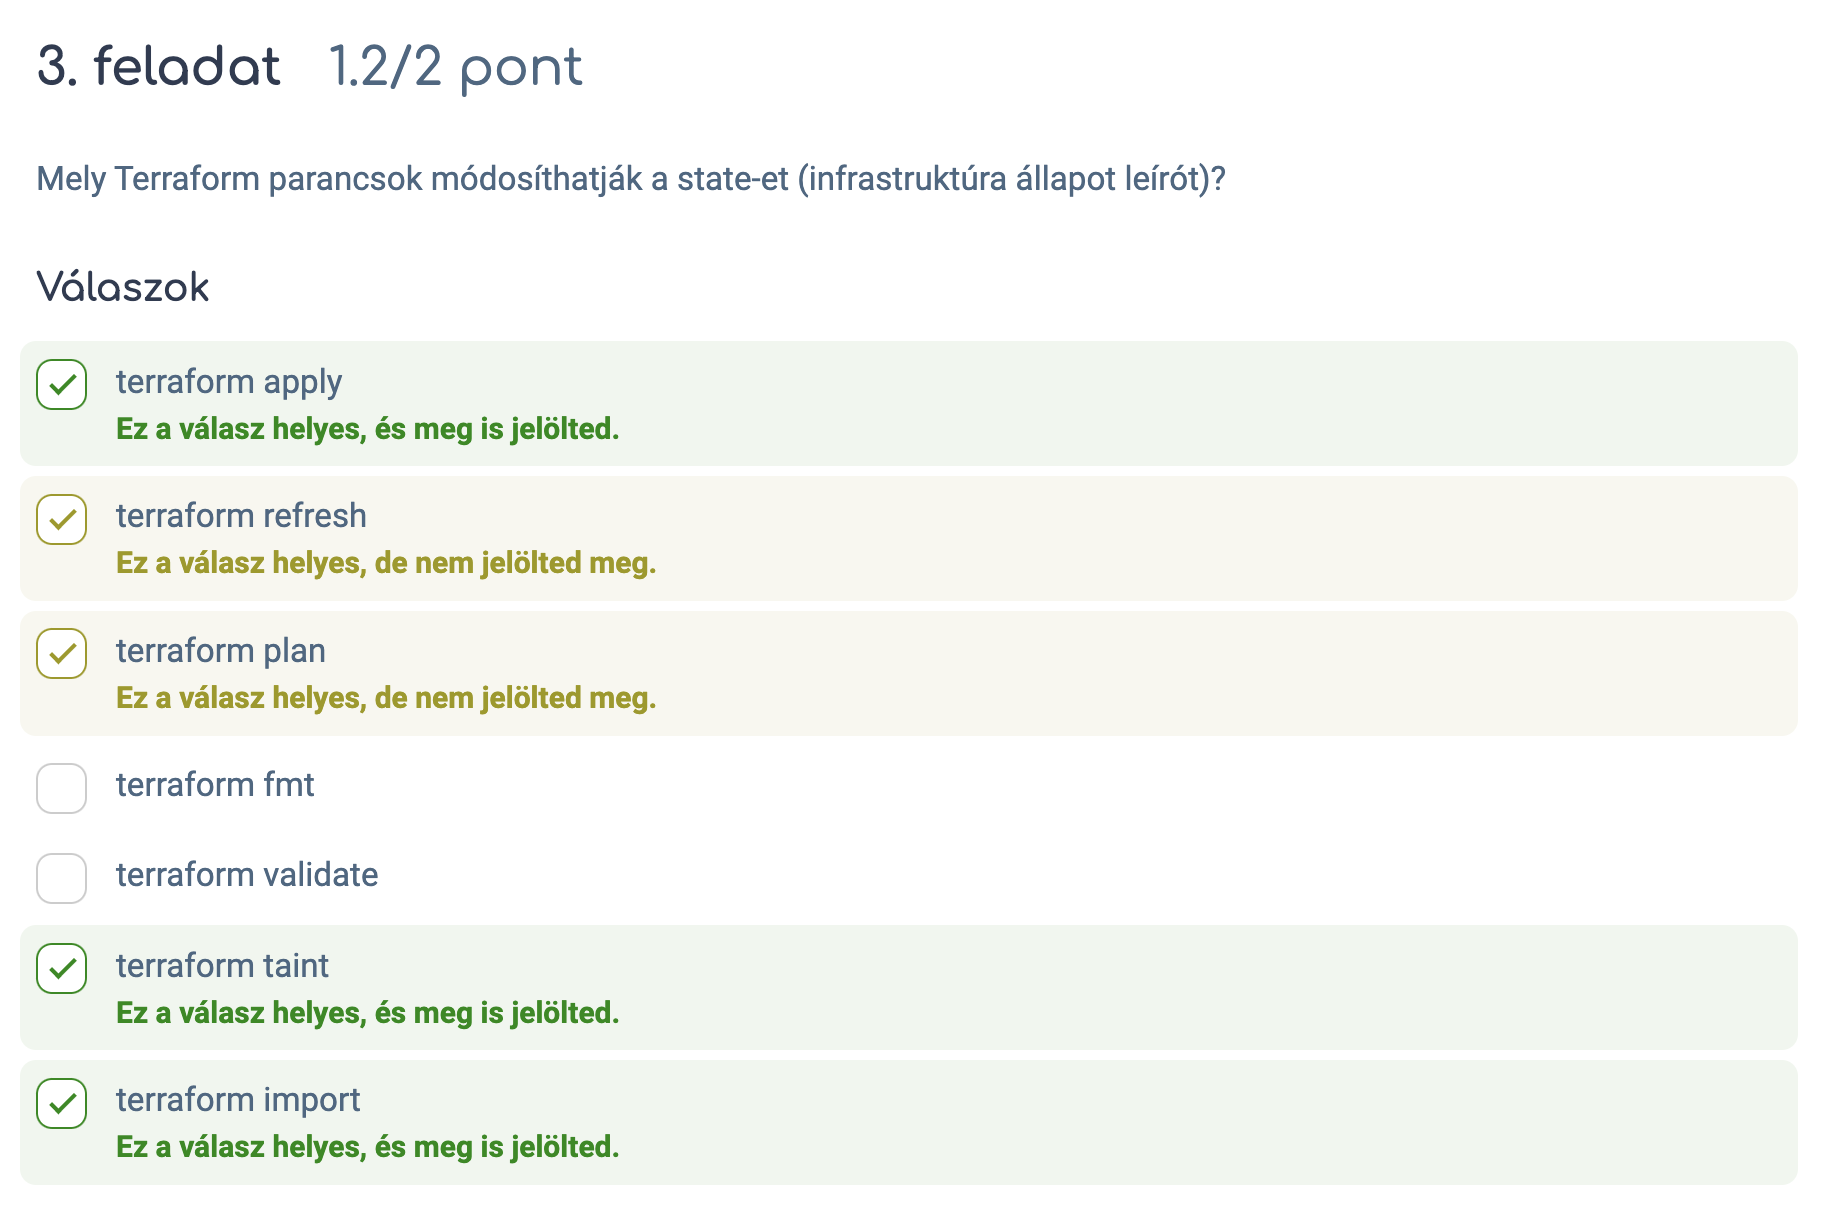 3. feladat 1.2/2 pont
Mely Terraform parancsok módosíthatják a state-et (infrastruktúra állapot leírót)?
Válaszok
terraform apply
Ez a válasz helyes, és meg is jelölted.
terraform refresh
Ez a válasz helyes, de nem jelölted meg.
terraform plan
Ez a válasz helyes, de nem jelölted meg.
terraform fmt
terraform validate
terraform taint
Ez a válasz helyes, és meg is jelölted.
terraform import
Ez a válasz helyes, és meg is jelölted.